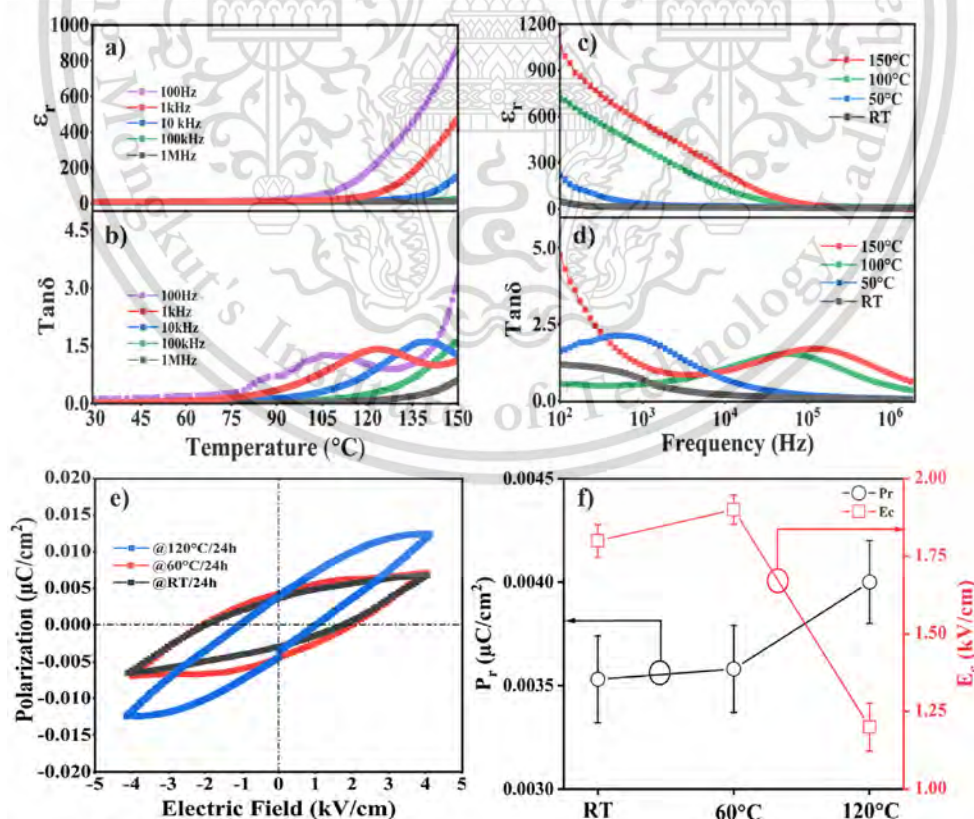 a)
1000
800
600
400
200
0
εr
100Hz
1kHz
10 kHz
100kHz
1MHz
b)
4.5
3.0
1.5
0.0
Tanδ
100Hz
1kHz
10kHz
100kHz
1MHz
30 45 60 75 90 105 120 135 150
Temperature (°C)
c)
1200
900
600
300
0
εr
150°C
100°C
50°C
RT
d)
5.0
2.5
0.0
Tanδ
150°C
100°C
50°C
RT
10² 10³ 10⁴ 10⁵ 10⁶
Frequency (Hz)
e)
0.020
0.015
0.010
0.005
0.000
-0.005
-0.010
-0.015
-0.020
Polarization (μC/cm²)
@120°C/24h
@60°C/24h
@RT/24h
-5 -4 -3 -2 -1 0 1 2 3 4 5
Electric Field (kV/cm)
f)
0.0045
0.0040
0.0035
0.0030
Pr (μC/cm²)
Pr
Ec
2.00
1.75
1.50
1.25
1.00
Ec (kV/cm)
RT 60°C 120°C
Mongkut's Institute of Technology Ladk